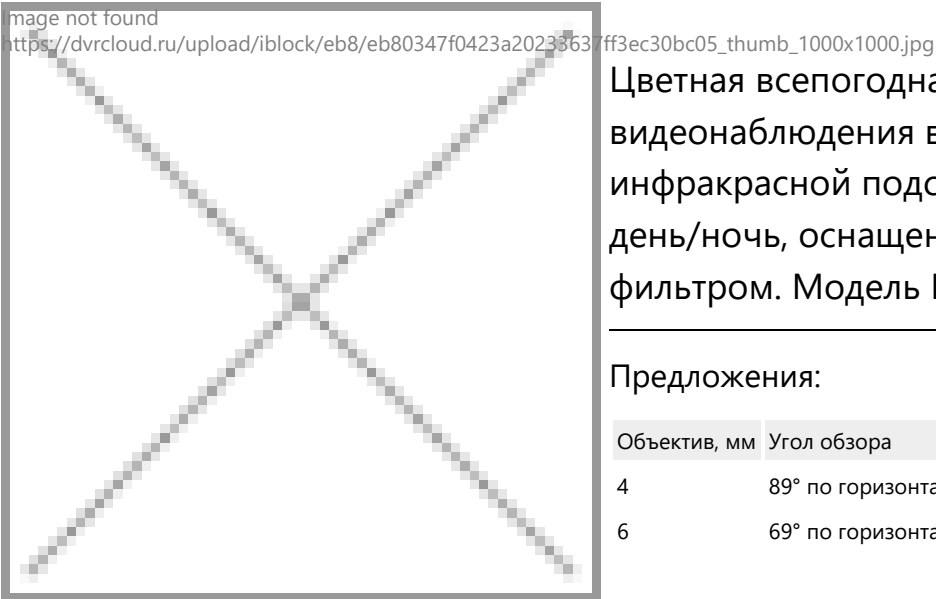 Image not found
https://dvrcloud.ru/upload/iblock/eb8/eb80347f0423a20233637ff3ec30bc05_thumb_1000x1000.jpg
Цветная всепогодна
видеонаблюдения в
инфракрасной подс
день/ночь, оснащен
фильтром. Модель
Предложения:
Объектив, мм Угол обзора
4 89° по горизонта
6 69° по горизонта